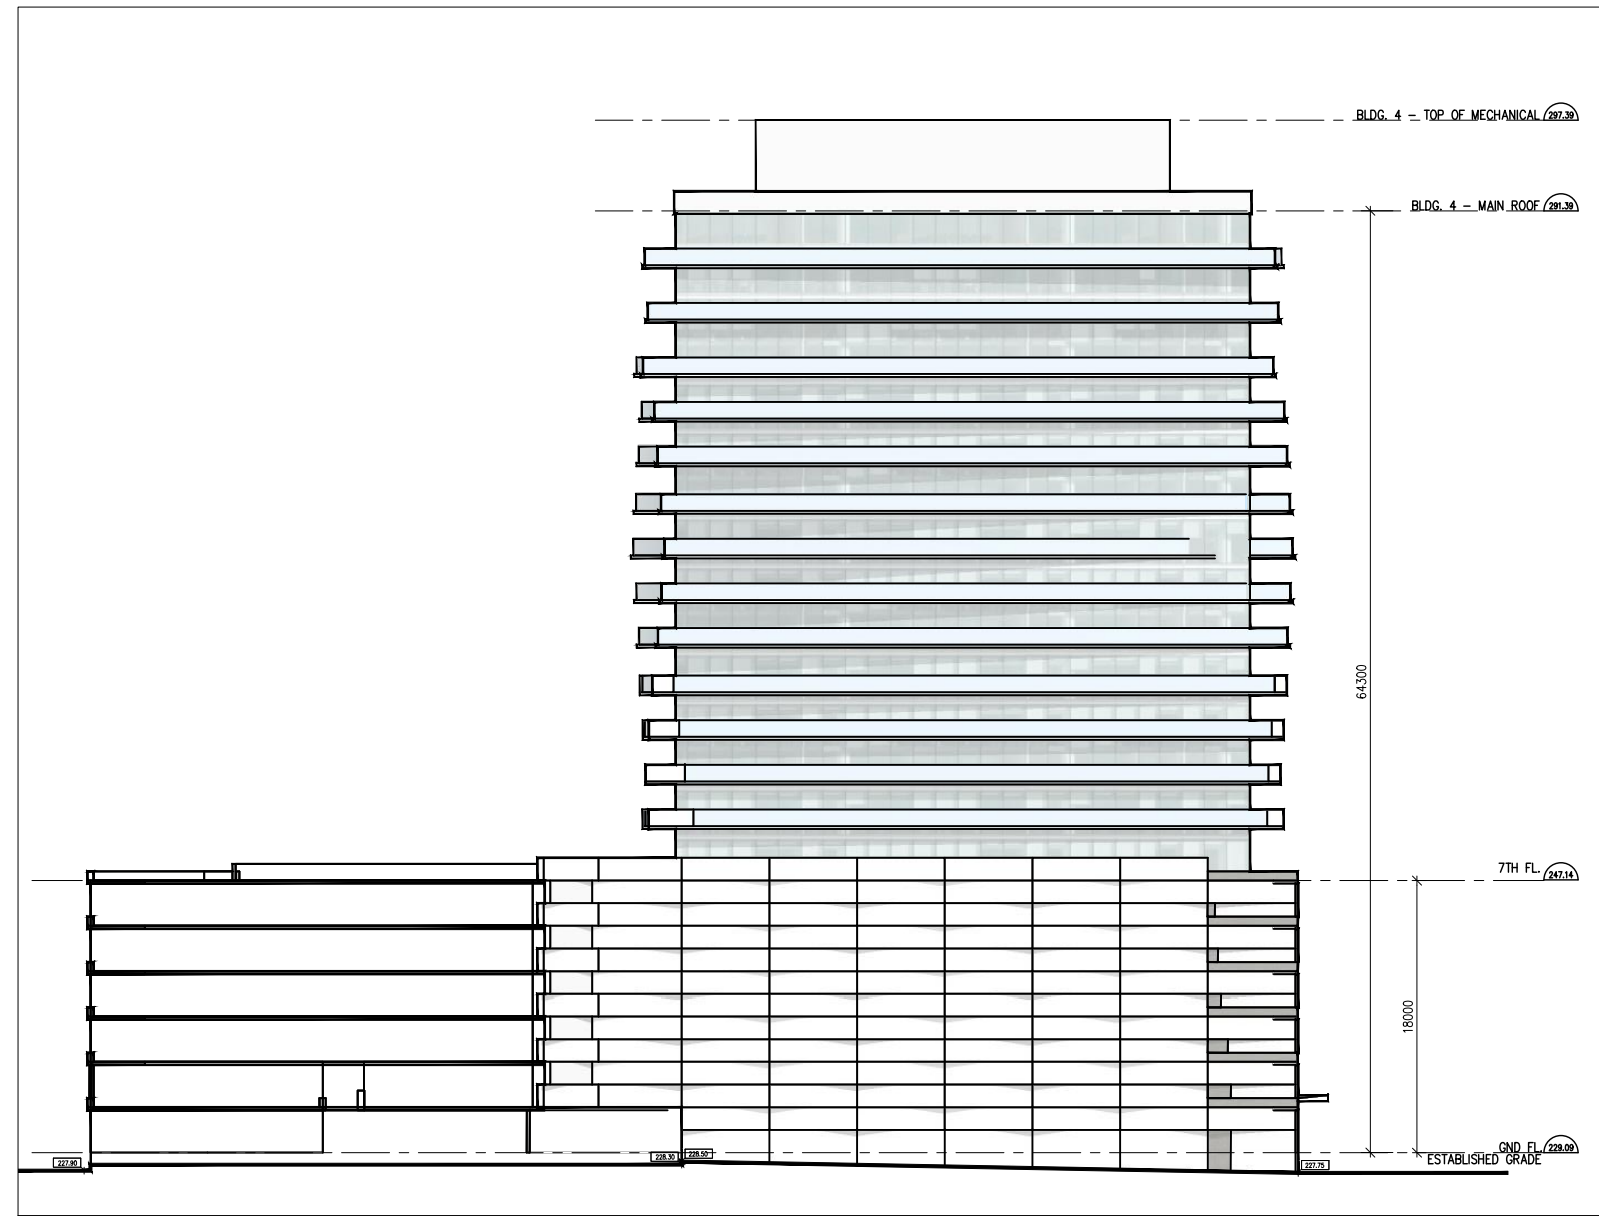 BLDG. 4 - TOP OF MECHANICAL 297.39
BLDG. 4 - MAIN ROOF 291.39
64300
7TH FL. 247.14
18000
GND FL. 229.09
ESTABLISHED GRADE
227.90
228.30
228.50
227.75